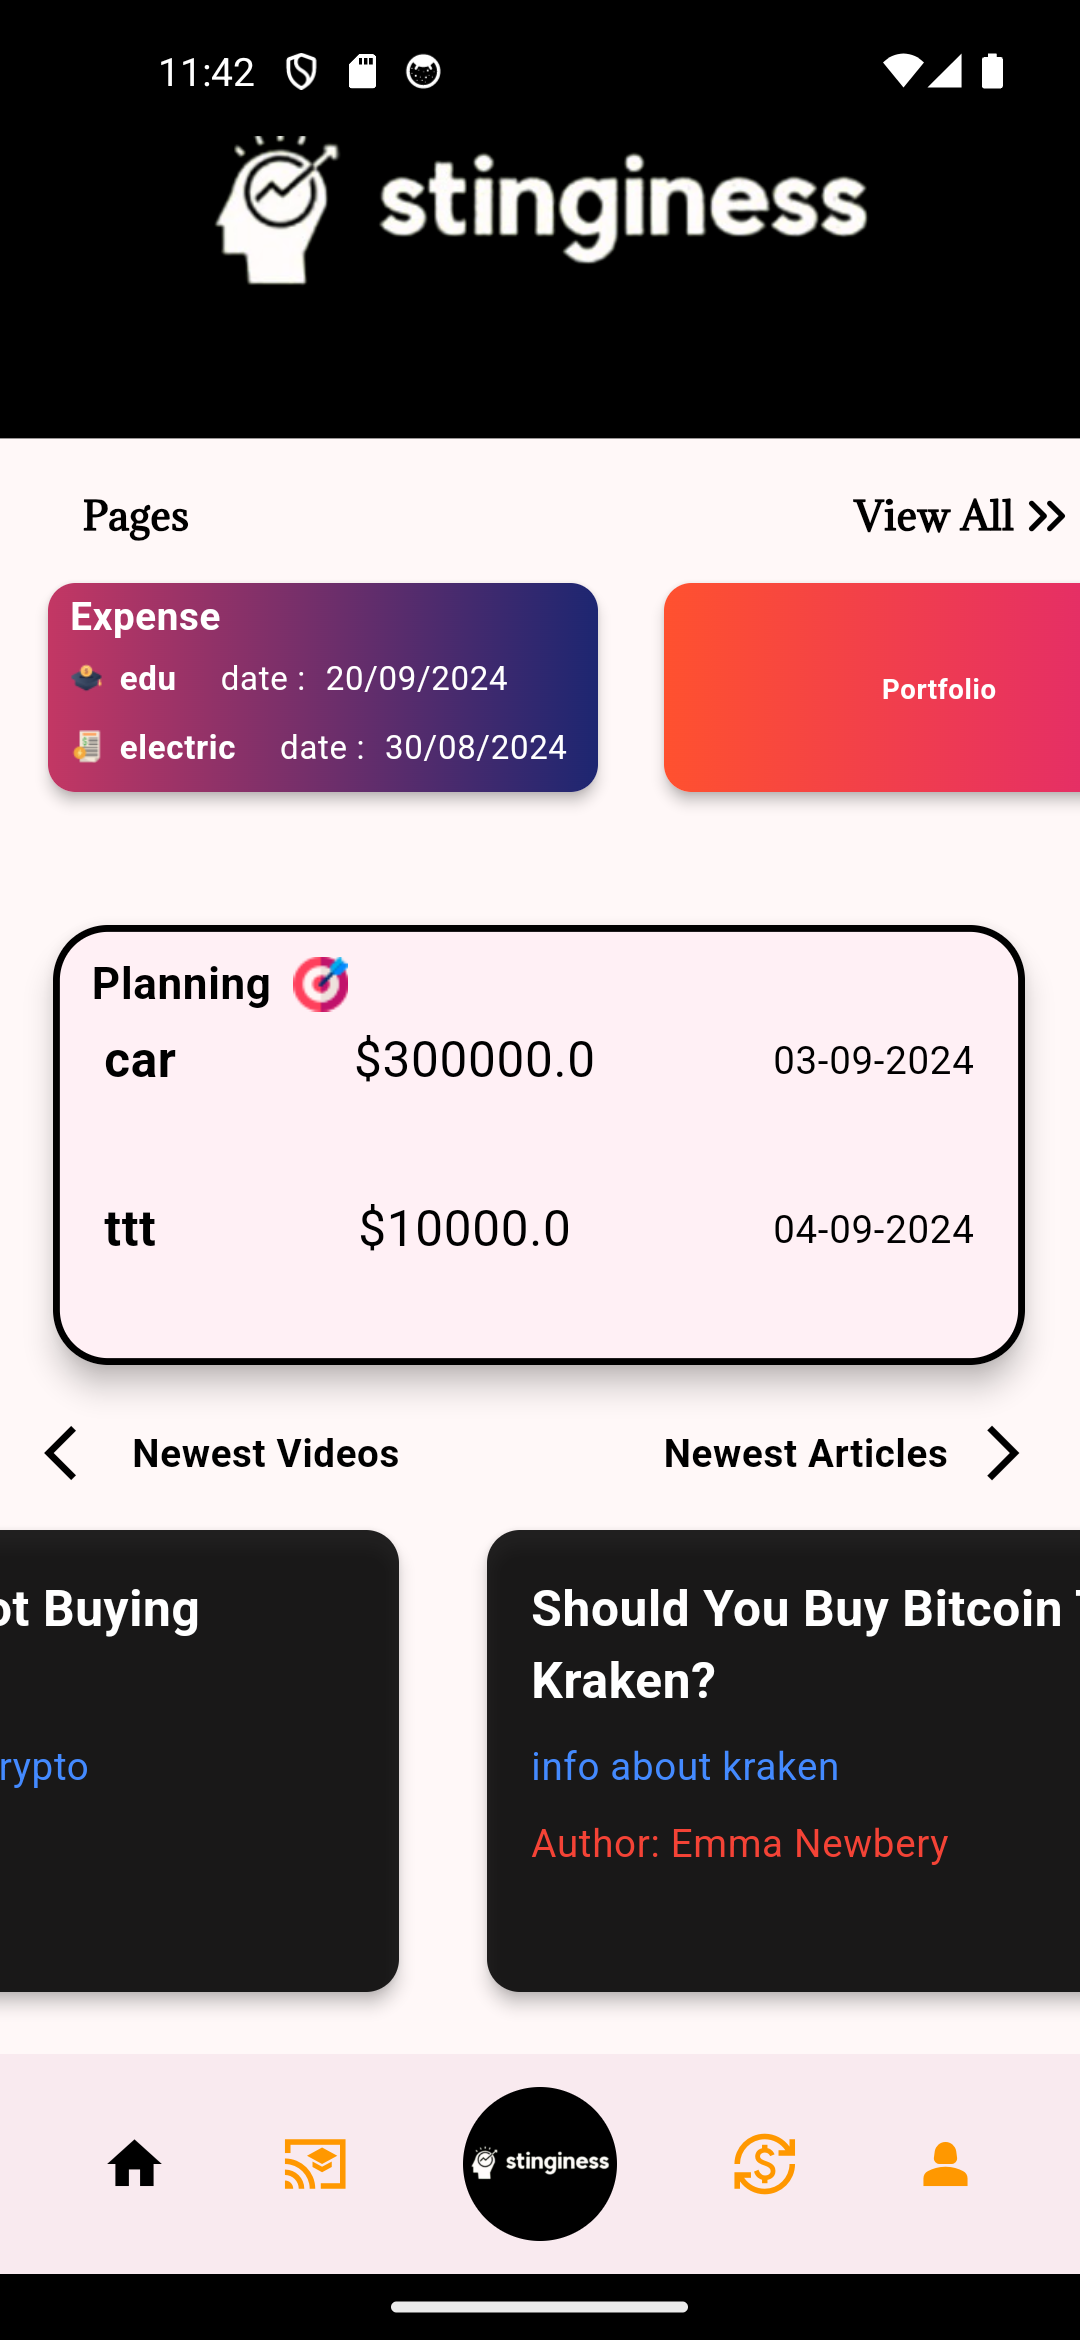 11:42
stinginess
Pages
View All
Expense
edu date : 20/09/2024
electric date : 30/08/2024
Portfolio
Planning
car $300000.0 03-09-2024
ttt $10000.0 04-09-2024
Newest Videos
Newest Articles
ot Buying
rypto
Should You Buy Bitcoin
Kraken?
info about kraken
Author: Emma Newbery
stinginess